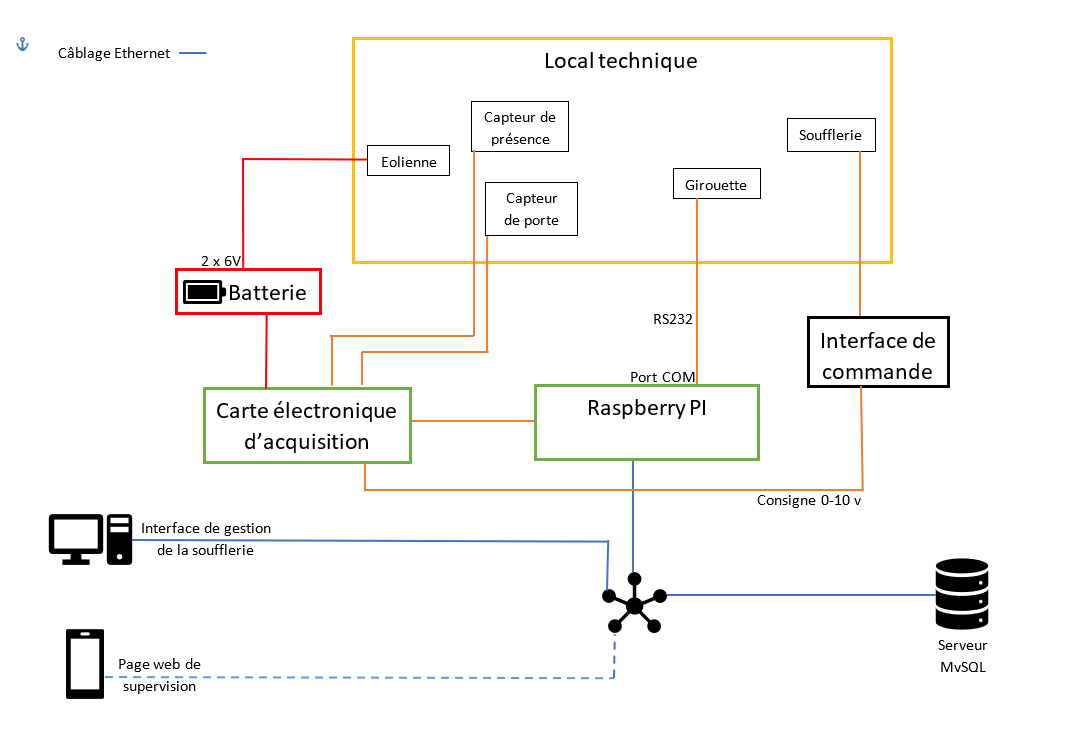 Câblage Ethernet
Local technique
Capteur de
présence
Soufflerie
Eolienne
Girouette
Capteur
de porte
2 x 6V
Batterie
RS232
Interface de
commande
Port COM
Carte électronique
d’acquisition
Raspberry PI
Consigne 0-10 v
Interface de gestion
de la soufflerie
Serveur
MvSQL
Page web de
supervision